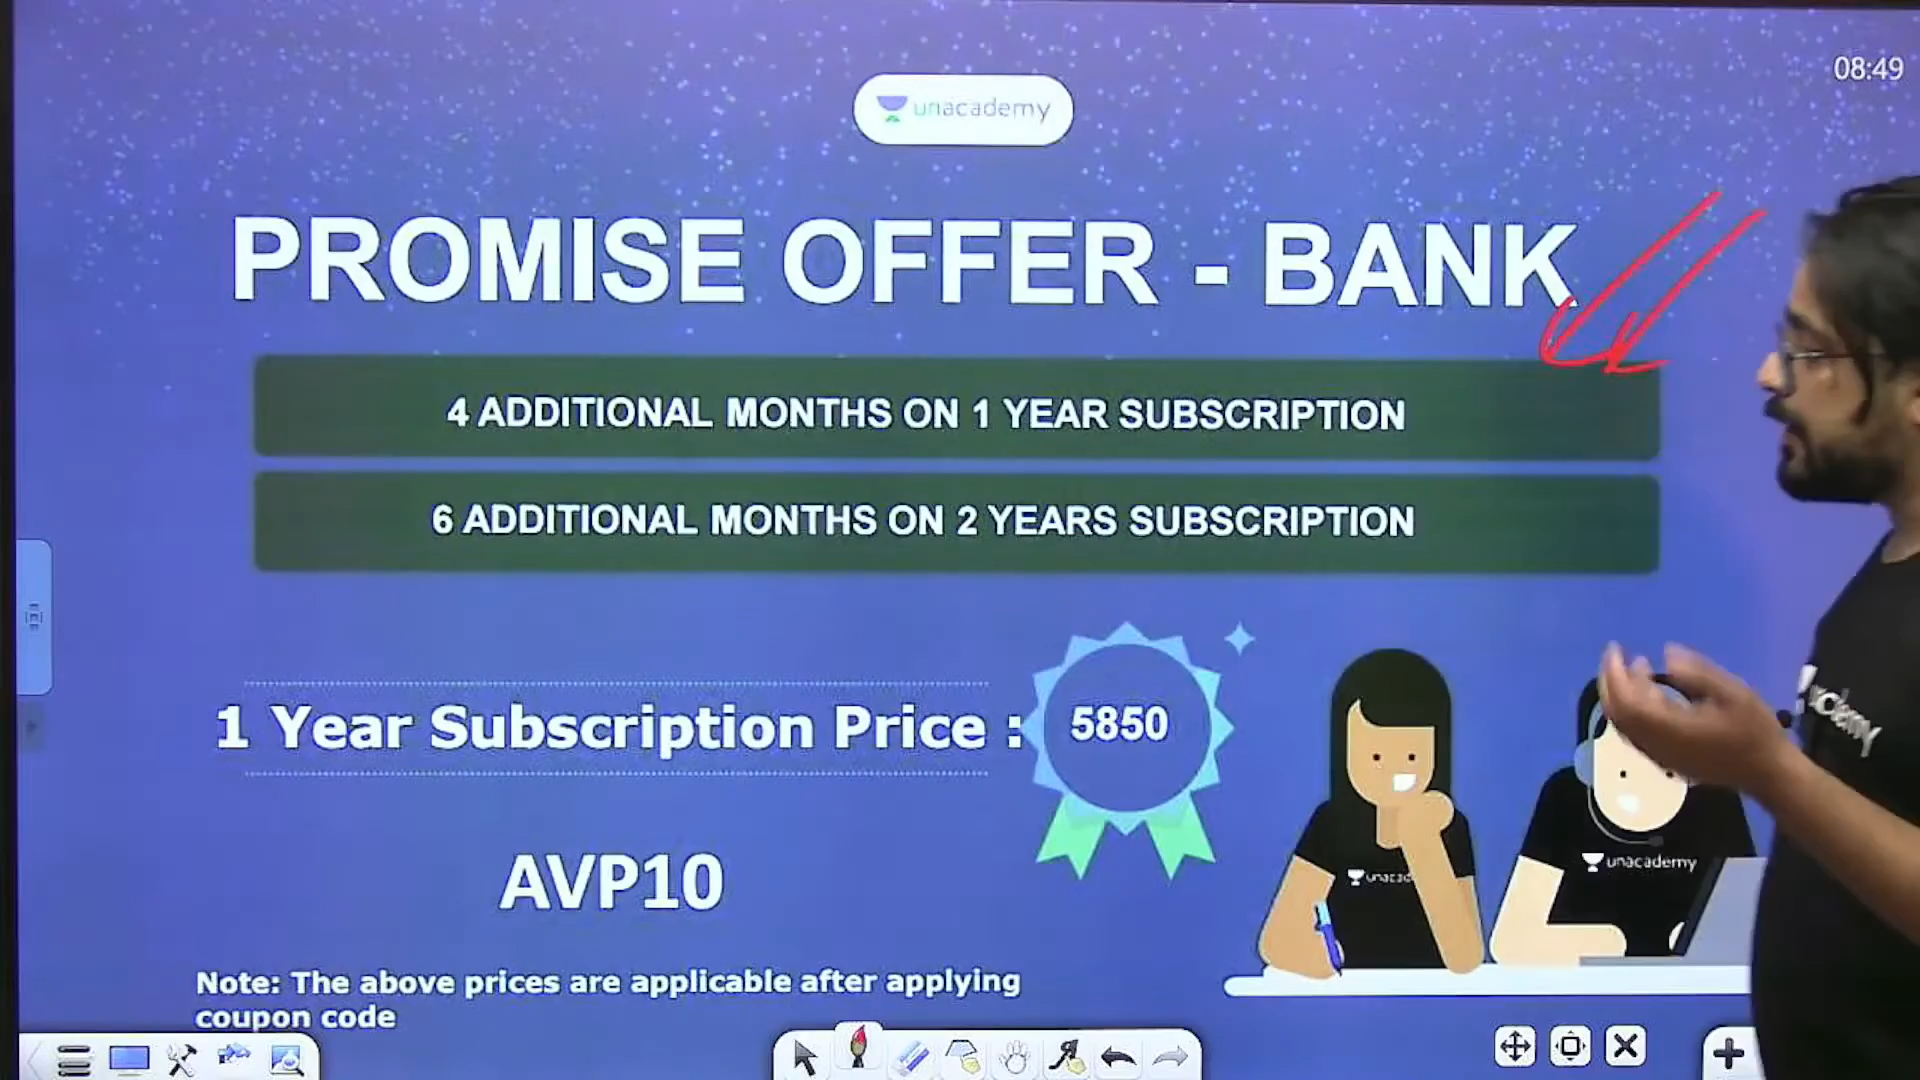 08:49
unacademy
PROMISE OFFER - BANK
4 ADDITIONAL MONTHS ON 1 YEAR SUBSCRIPTION
6 ADDITIONAL MONTHS ON 2 YEARS SUBSCRIPTION
1 Year Subscription Price :
5850
AVP10
unacad
unacademy
Note: The above prices are applicable after applying
coupon code